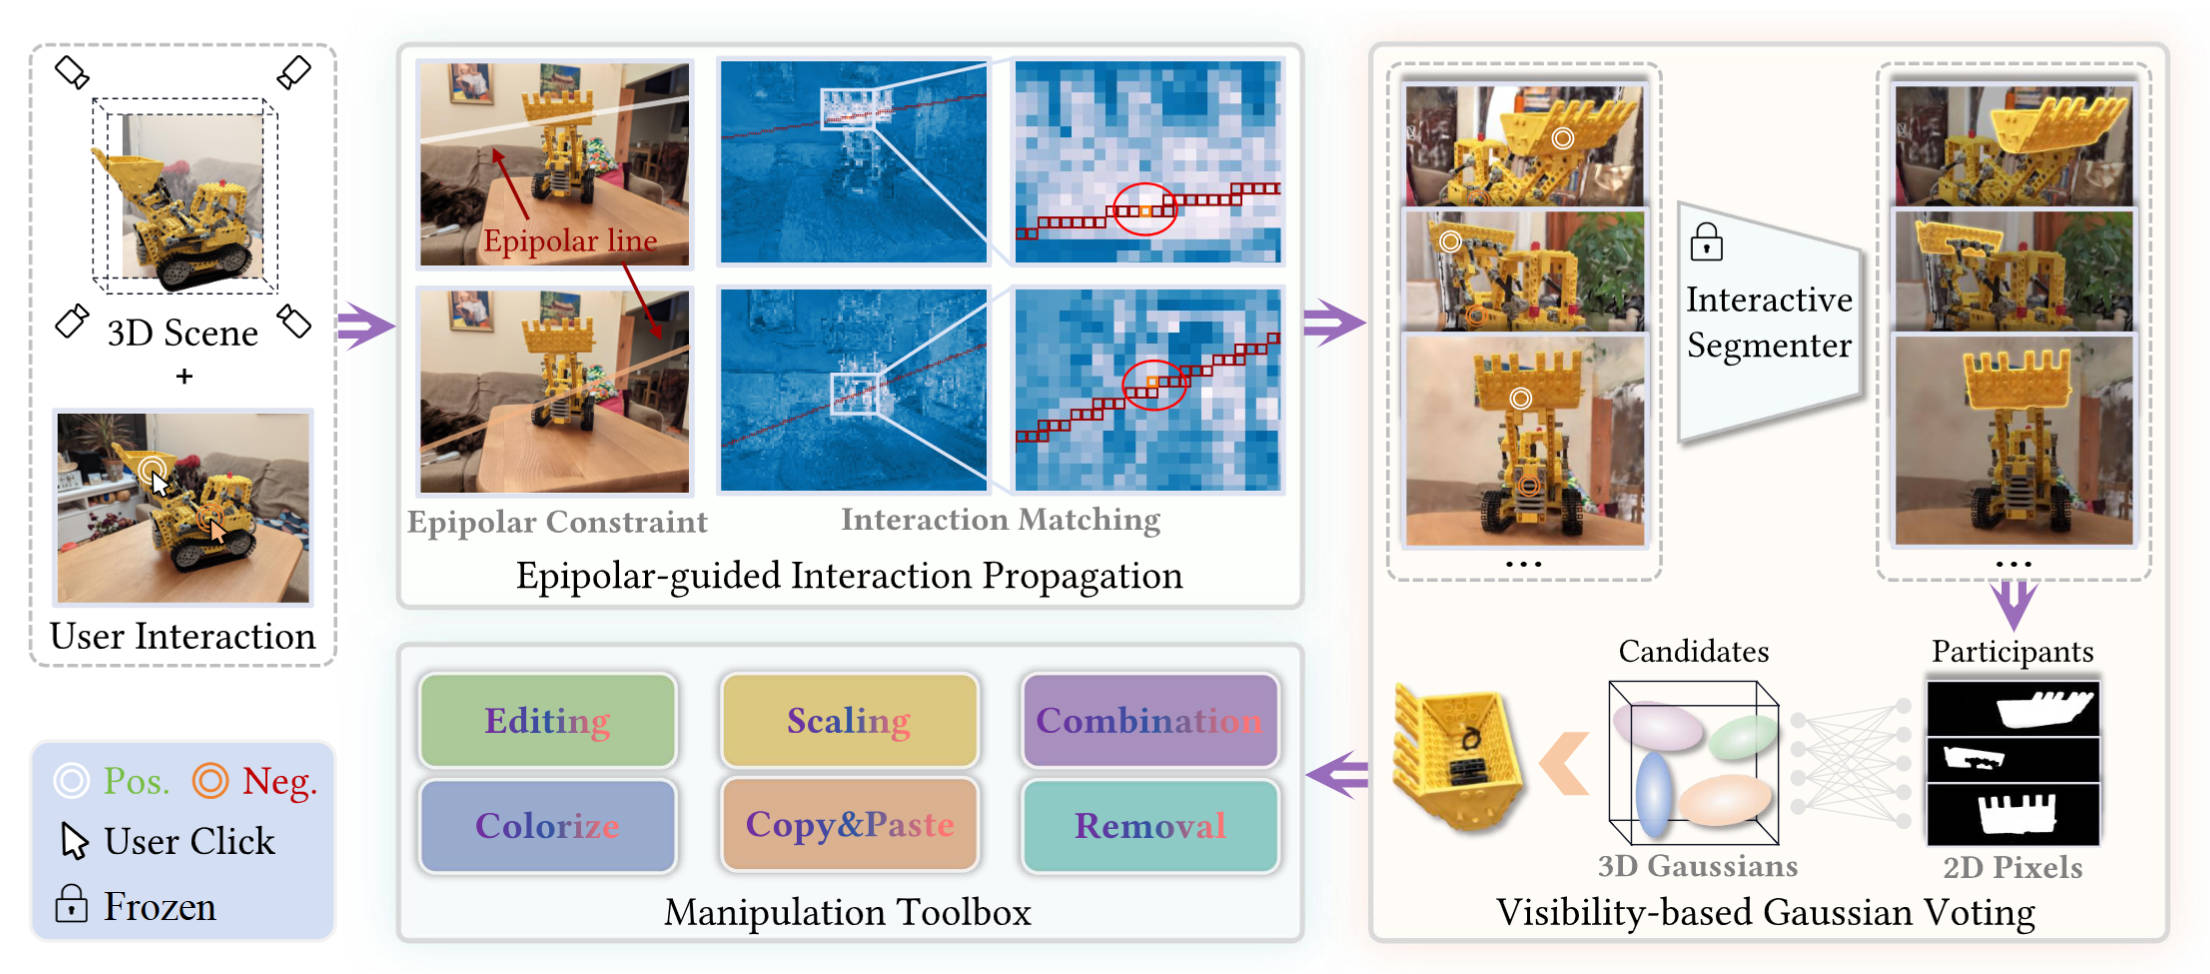 3D Scene
+
User Interaction
Pos.
Neg.
User Click
Frozen
Epipolar line
Epipolar Constraint
Interaction Matching
Epipolar-guided Interaction Propagation
Editing
Scaling
Combination
Colorize
Copy&Paste
Removal
Manipulation Toolbox
Interactive
Segmenter
...
...
Candidates
Participants
3D Gaussians
2D Pixels
Visibility-based Gaussian Voting